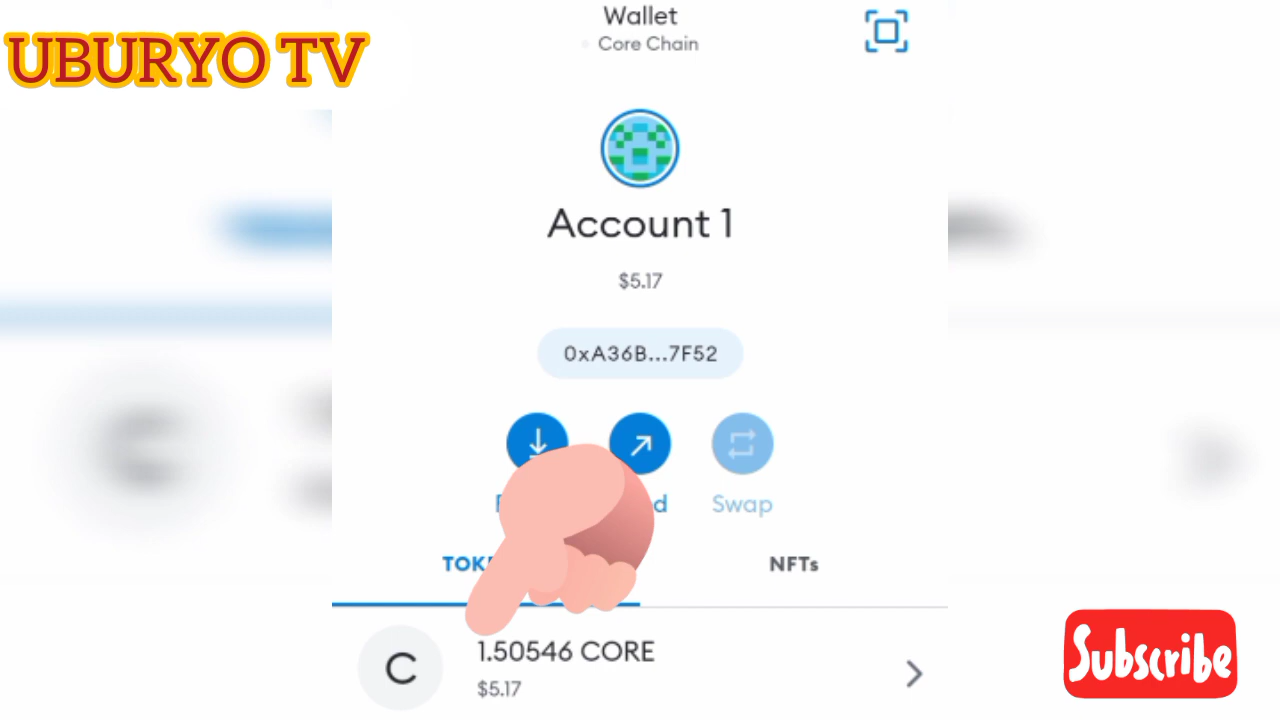 UBURYO TV
Wallet
Core Chain
Account 1
$5.17
0xA36B...7F52
Swap
NFTs
C
1.50546 CORE
$5.17
Subscribe